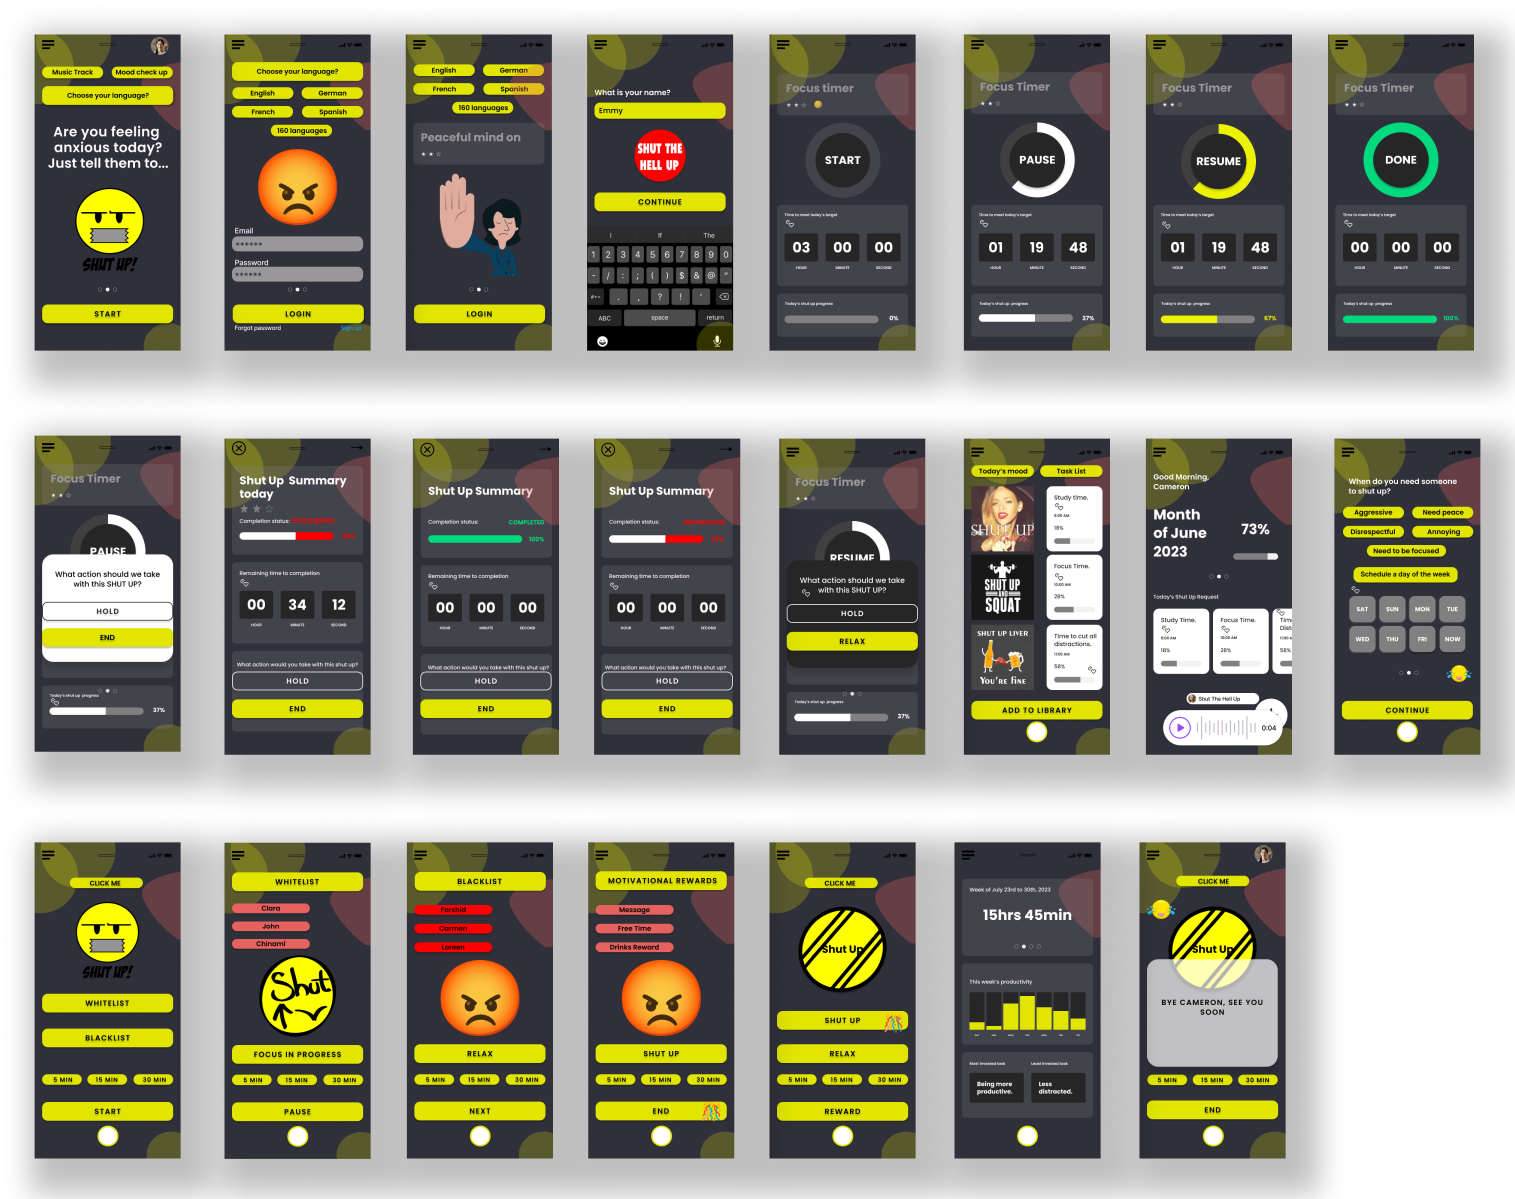 Music Track Mood check up
Choose your language?
Are you feeling
anxious today?
Just tell them to...
SHUT UP!
START
Choose your language?
English German
French Spanish
160 languages
Email
******
Password
******
LOGIN
Forgot password Sign up
English German
French Spanish
160 languages
Peaceful mind on
LOGIN
What is your name?
Emmy
SHUT THE
HELL UP
CONTINUE
I If The
1 2 3 4 5 6 7 8 9 0
- / : ; ( ) $ & @ "
#+= . , ? ! '
ABC space return
Focus timer
START
Time to meet today's target
03 00 00
HOUR MINUTE SECOND
Today's shut up progress
0%
Focus Timer
PAUSE
Time to meet today's target
01 19 48
HOUR MINUTE SECOND
Today's shut up progress
37%
Focus Timer
RESUME
Time to meet today's target
01 19 48
HOUR MINUTE SECOND
Today's shut up progress
67%
Focus Timer
DONE
Time to meet today's target
00 00 00
HOUR MINUTE SECOND
Today's shut up progress
100%
Focus Timer
PAUSE
What action should we take
with this SHUT UP?
HOLD
END
Today's shut up progress
37%
Shut Up Summary
today
Completion status:
00 34 12
Remaining time to completion
HOUR MINUTE SECOND
What action would you take with this shut up?
HOLD
END
Shut Up Summary
Completion status: COMPLETED
100%
Remaining time to completion
00 00 00
HOUR MINUTE SECOND
What action would you take with this shut up?
HOLD
END
Shut Up Summary
Completion status:
Remaining time to completion
00 00 00
HOUR MINUTE SECOND
What action would you take with this shut up?
HOLD
END
Focus Timer
RESUME
What action should we take
with this SHUT UP?
HOLD
RELAX
Today's shut up progress
37%
Today's mood Task List
SHUT UP
Study time.
8:00 AM
18%
SHUT UP
AND
SQUAT
Focus Time.
10:00 AM
28%
SHUT UP LIVER
YOU'RE FINE
Time to cut all
distractions.
11:00 AM
58%
ADD TO LIBRARY
Good Morning,
Cameron
Month
of June
2023
73%
Today's Shut Up Request
Study Time.
8:00 AM
18%
Focus Time.
10:00 AM
28%
58%
Shut The Hell Up
0:04
When do you need someone
to shut up?
Aggressive Need peace
Disrespectful Annoying
Need to be focused
Schedule a day of the week
SAT SUN MON TUE
WED THU FRI NOW
CONTINUE
CLICK ME
SHUT UP!
WHITELIST
BLACKLIST
5 MIN 15 MIN 30 MIN
START
WHITELIST
Clara
John
Chinomi
Shut
FOCUS IN PROGRESS
5 MIN 15 MIN 30 MIN
PAUSE
BLACKLIST
Farshid
Carmen
Loreen
RELAX
5 MIN 15 MIN 30 MIN
NEXT
MOTIVATIONAL REWARDS
Message
Free Time
Drinks Reward
SHUT UP
5 MIN 15 MIN 30 MIN
END
CLICK ME
Shut Up
SHUT UP
RELAX
5 MIN 15 MIN 30 MIN
REWARD
Week of July 23rd to 30th, 2023
15hrs 45min
This week's productivity
Most invested task Least invested task
Being more
productive.
Less
distracted.
CLICK ME
Shut Up
BYE CAMERON, SEE YOU
SOON
5 MIN 15 MIN 30 MIN
END